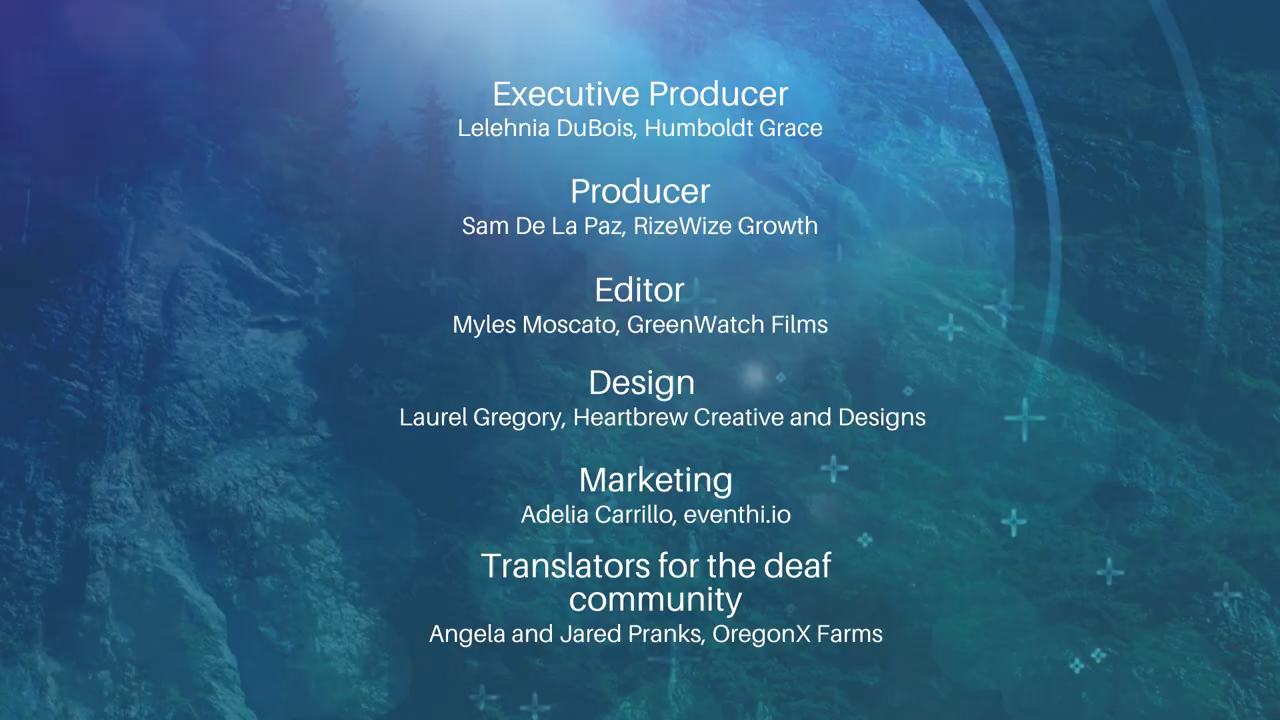 Executive Producer
Lelehnia DuBois, Humboldt Grace
Producer
Sam De La Paz, RizeWize Growth
Editor
Myles Moscato, GreenWatch Films
Design
Laurel Gregory, Heartbrew Creative and Designs
Marketing
Adelia Carrillo, eventhi.io
Translators for the deaf
community
Angela and Jared Pranks, OregonX Farms